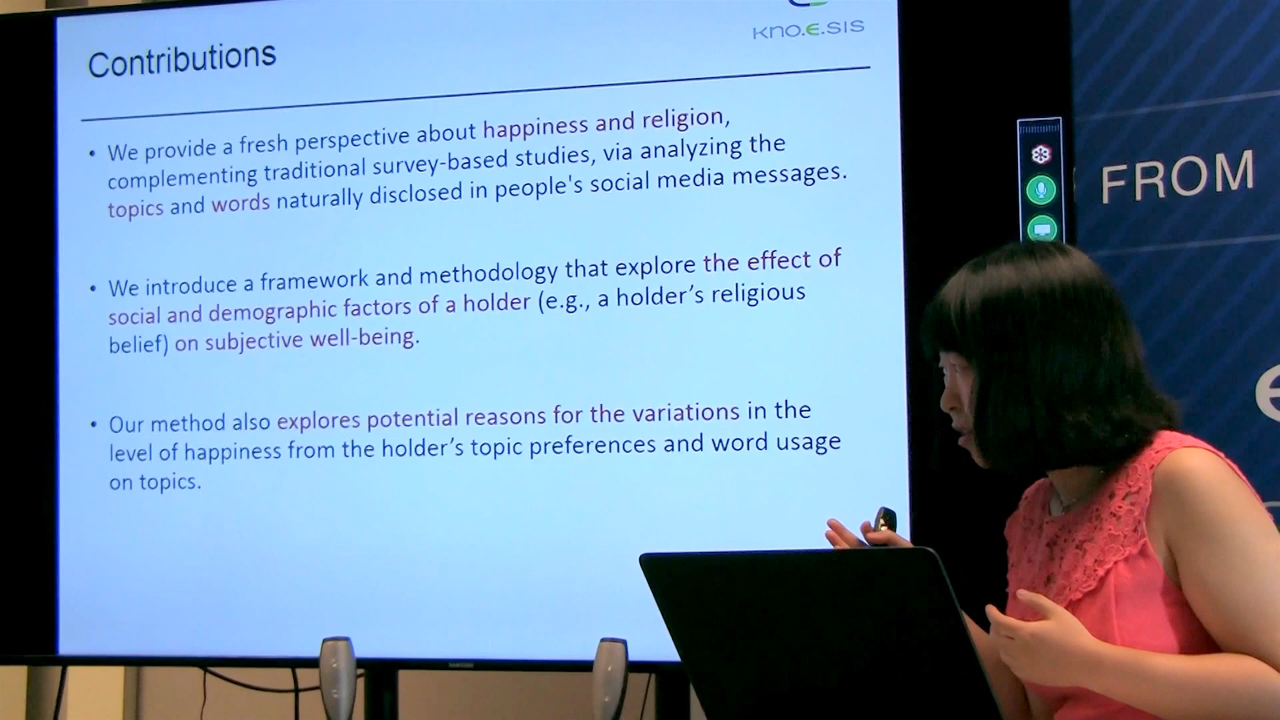 Contributions
kno.e.sis
• We provide a fresh perspective about happiness and religion,
complementing traditional survey-based studies, via analyzing the
topics and words naturally disclosed in people's social media messages.
• We introduce a framework and methodology that explore the effect of
social and demographic factors of a holder (e.g., a holder’s religious
belief) on subjective well-being.
• Our method also explores potential reasons for the variations in the
level of happiness from the holder’s topic preferences and word usage
on topics.
FROM
e
SAMSUNG